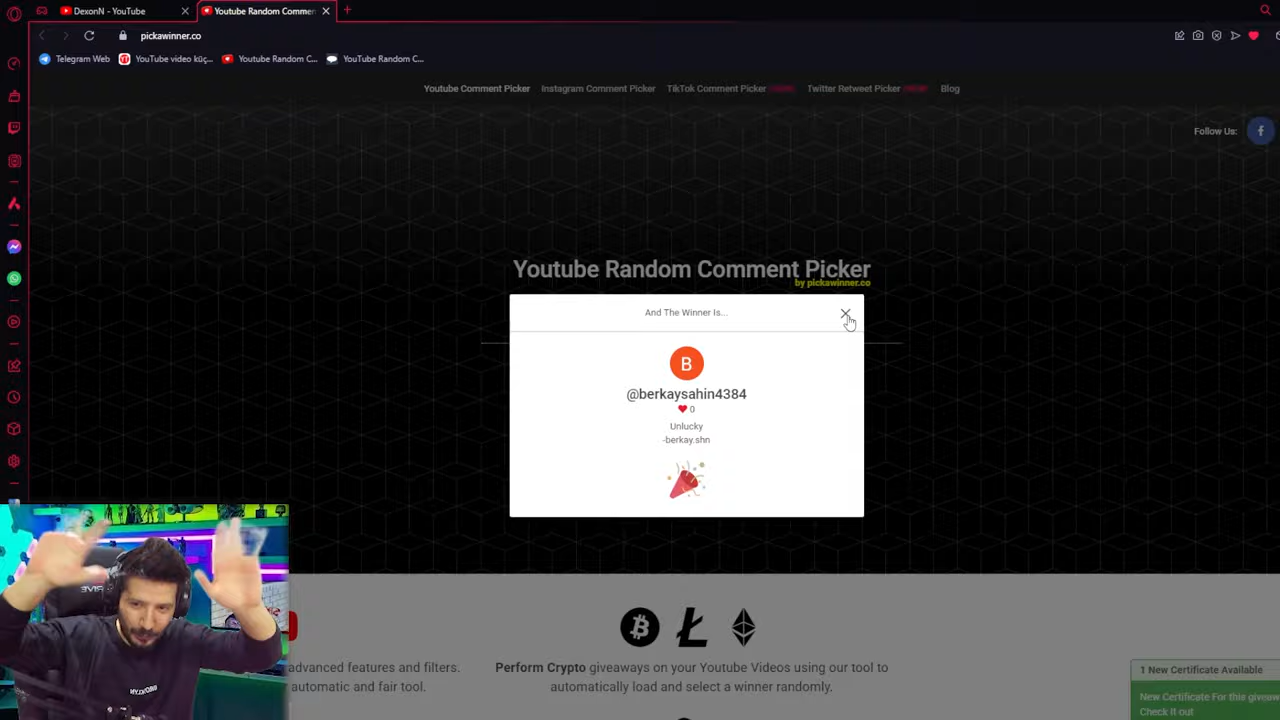 DexonN - YouTube
Youtube Random Commen
pickawinner.co
Telegram Web
YouTube video küç...
Youtube Random C...
YouTube Random C...
Youtube Comment Picker
Instagram Comment Picker
TikTok Comment Picker
Twitter Retweet Picker
Blog
Follow Us:
Youtube Random Comment Picker
by pickawinner.co
And The Winner Is...
B
@berkaysahin4384
0
Unlucky
-berkay.shn
advanced features and filters.
automatic and fair tool.
Perform Crypto giveaways on your Youtube Videos using our tool to
automatically load and select a winner randomly.
1 New Certificate Available
New Certificate For this giveaw
Check It out